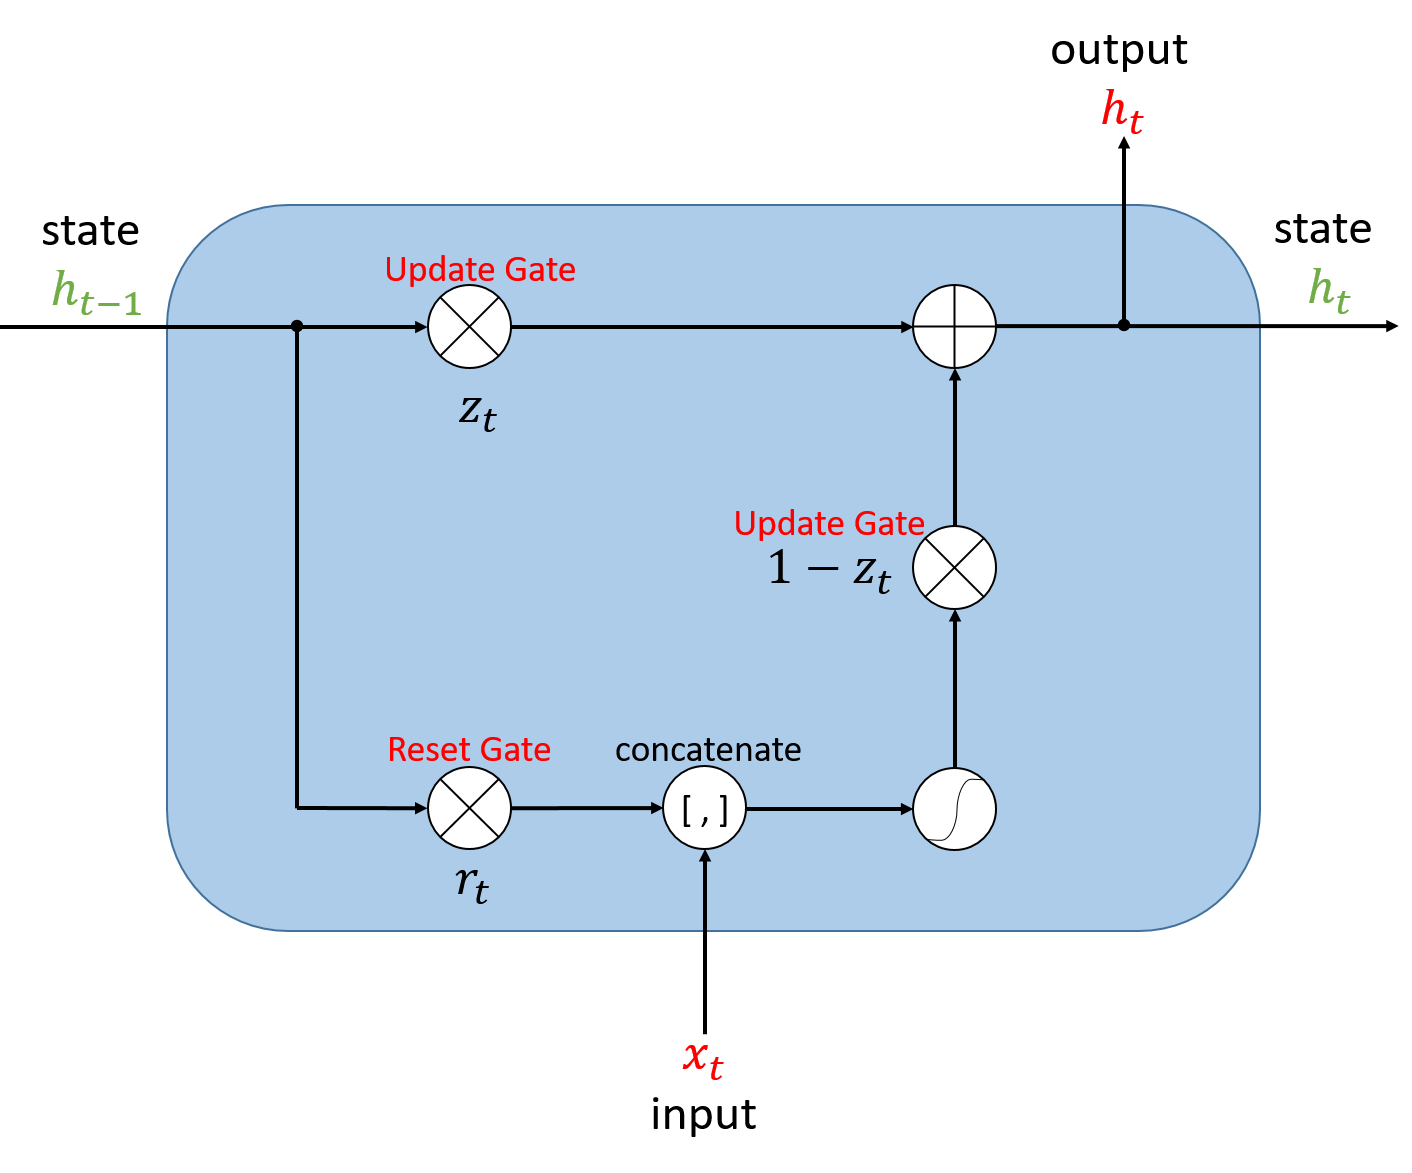 output
h_t
state
h_{t-1}
state
h_t
Update Gate
z_t
Update Gate
1 − z_t
Reset Gate
concatenate
[ , ]
r_t
x_t
input